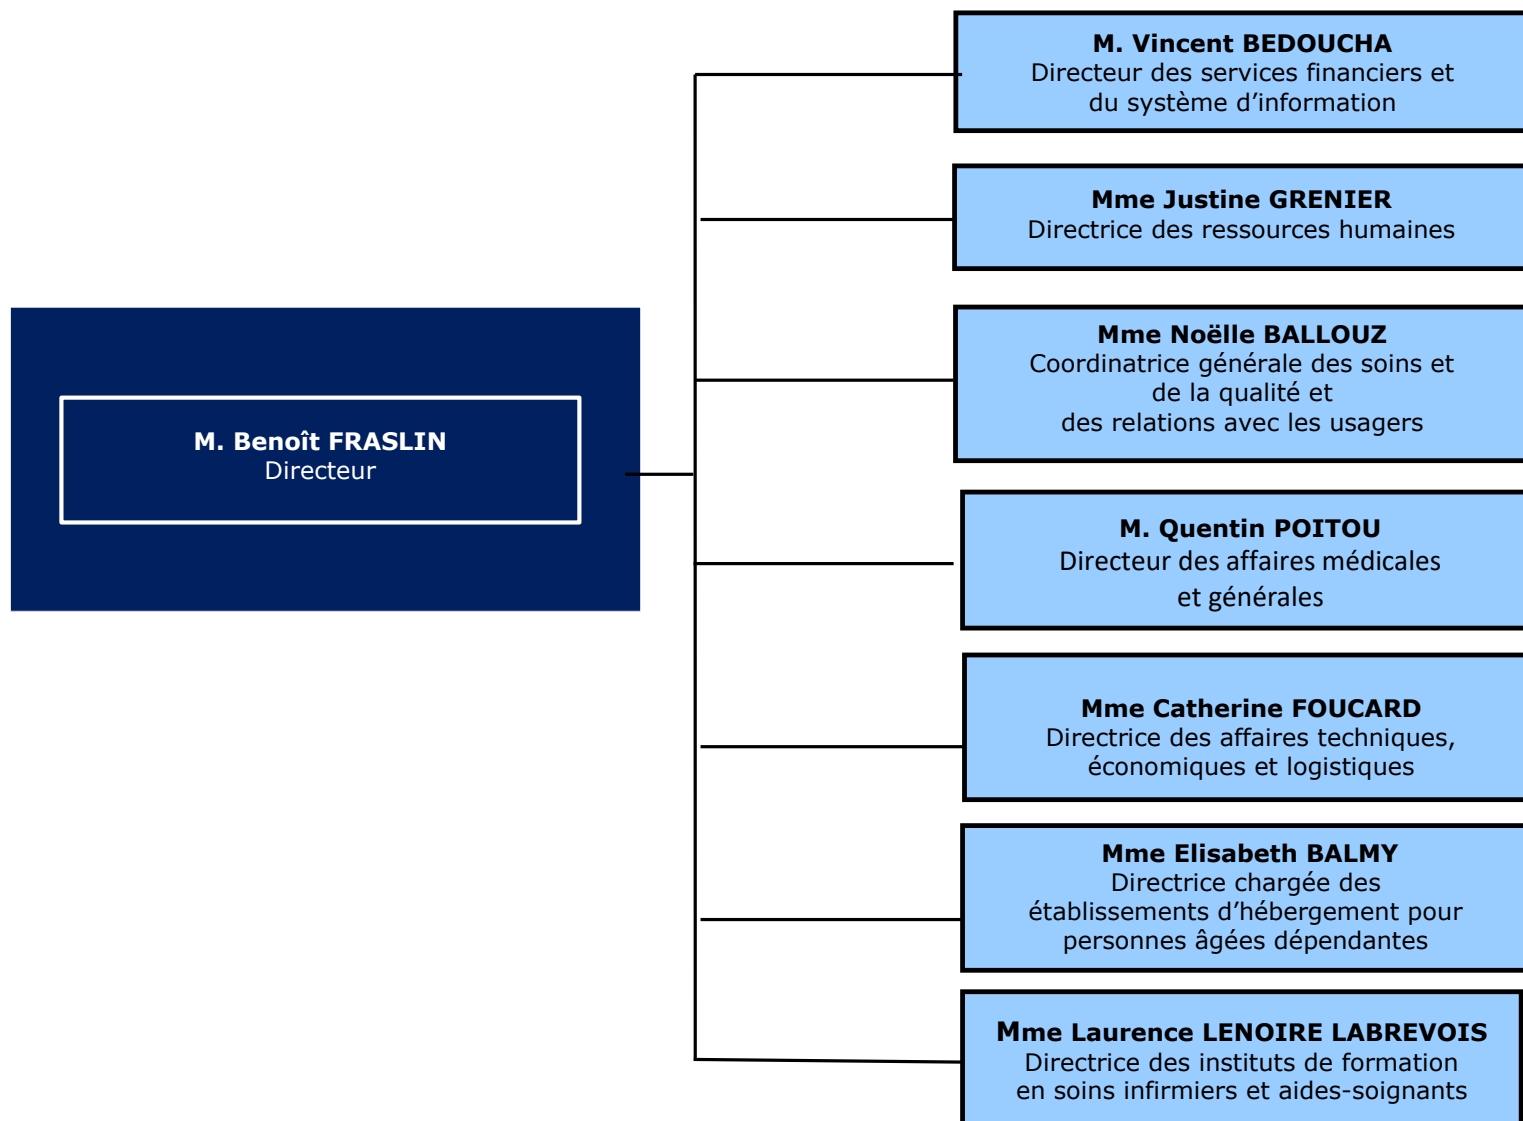 M. Vincent BEDOUCHA
Directeur des services financiers et
du système d’information
Mme Justine GRENIER
Directrice des ressources humaines
Mme Noëlle BALLOUZ
Coordinatrice générale des soins et
de la qualité et
des relations avec les usagers
M. Benoît FRASLIN
Directeur
M. Quentin POITOU
Directeur des affaires médicales
et générales
Mme Catherine FOUCARD
Directrice des affaires techniques,
économiques et logistiques
Mme Elisabeth BALMY
Directrice chargée des
établissements d’hébergement pour
personnes âgées dépendantes
Mme Laurence LENOIRE LABREVOIS
Directrice des instituts de formation
en soins infirmiers et aides-soignants